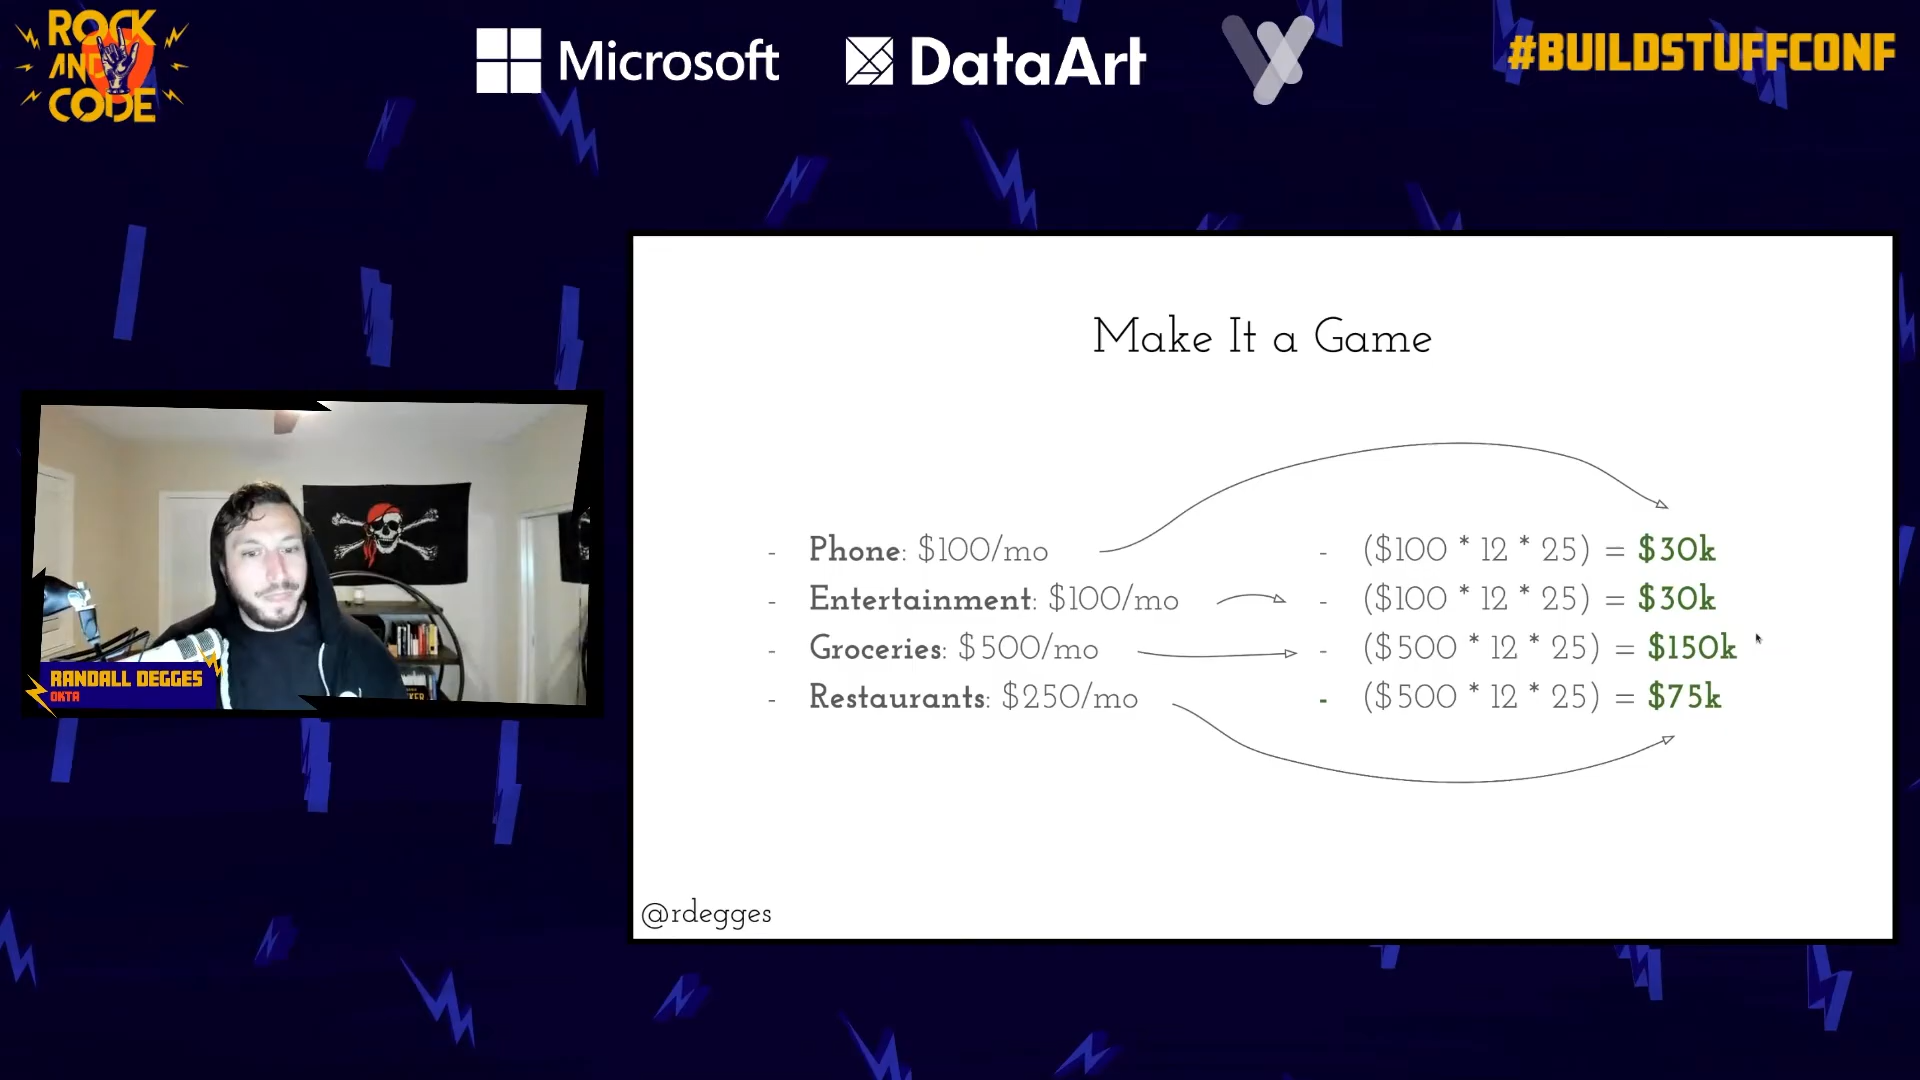 ROCK
AND
CODE
Microsoft
DataArt
#BUILDSTUFFCONF
RANDALL DEGGES
OKTA
Make It a Game
- Phone: $100/mo
- Entertainment: $100/mo
- Groceries: $500/mo
- Restaurants: $250/mo
- ($100 * 12 * 25) = $30k
- ($100 * 12 * 25) = $30k
- ($500 * 12 * 25) = $150k
- ($500 * 12 * 25) = $75k
@rdegges